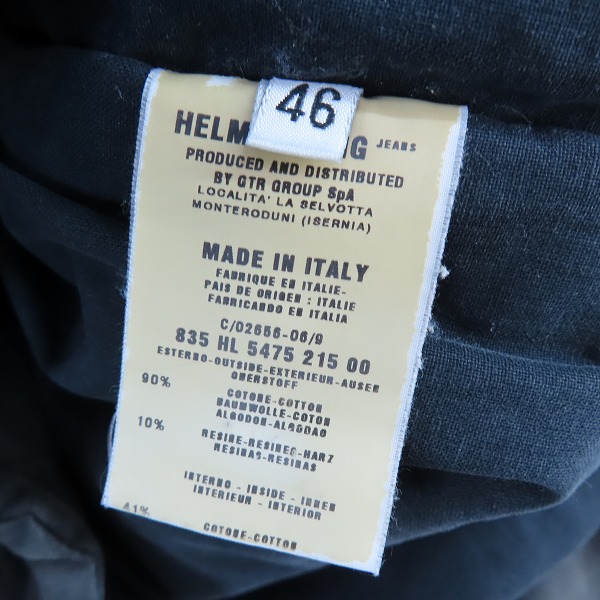 46
HELM G JEANS
PRODUCED AND DISTRIBUTED
BY GTR GROUP SpA
LOCALITA' LA SELVOTTA
MONTERODUNI (ISERNIA)
MADE IN ITALY
FABRIQUE EN ITALIE-
PAIS DE ORIGEN : ITALIE
FABRICANDO EN ITALIA
C/02656-06/9
835 HL 5475 215 00
ESTERNO-OUTSIDE-EXTERIEUR-AUSEN
OBERSTOFF
90% COTONE-COTTON
BAUMWOLLE-COTON
ALGODON-ALGODAO
10% RESINE-RESINES-HARZ
RESINAS-RESINAS
INTERNO - INSIDE - INNEN
INTERIEUR - INTERIOR
41% COTONE-COTTON